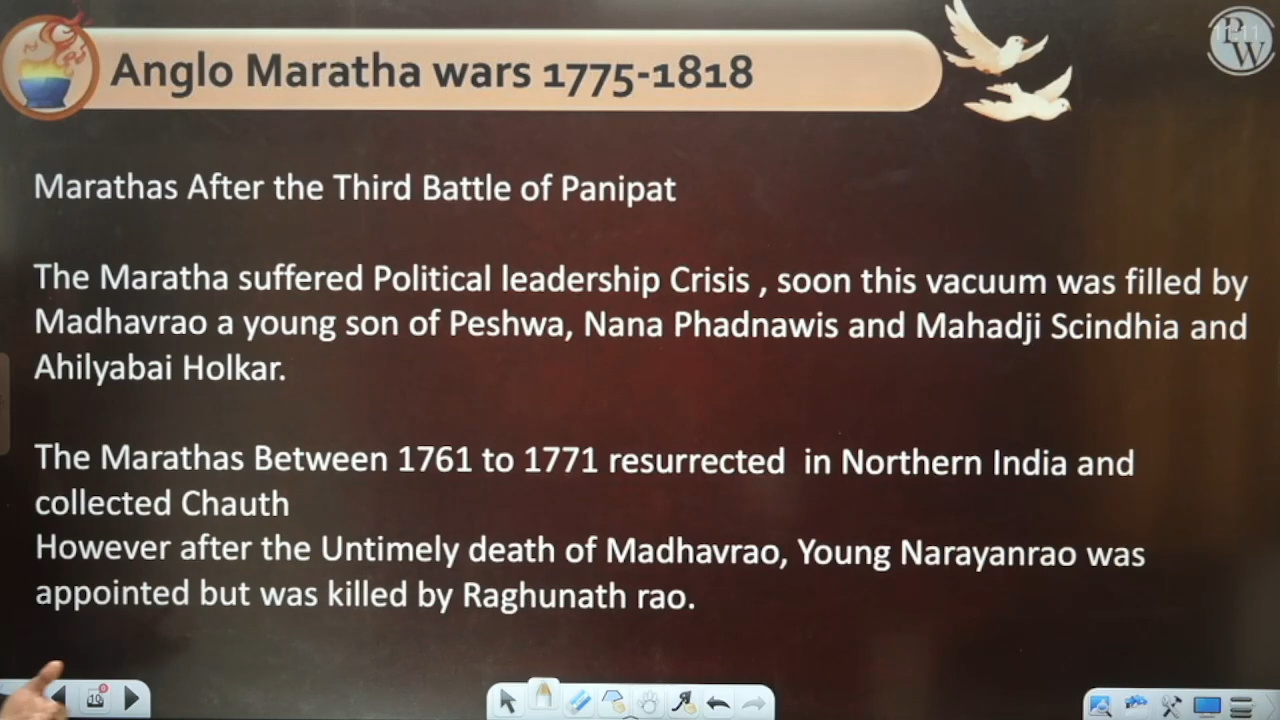 Anglo Maratha wars 1775-1818
PW
Marathas After the Third Battle of Panipat
The Maratha suffered Political leadership Crisis , soon this vacuum was filled by
Madhavrao a young son of Peshwa, Nana Phadnawis and Mahadji Scindhia and
Ahilyabai Holkar.
The Marathas Between 1761 to 1771 resurrected in Northern India and
collected Chauth
However after the Untimely death of Madhavrao, Young Narayanrao was
appointed but was killed by Raghunath rao.
10